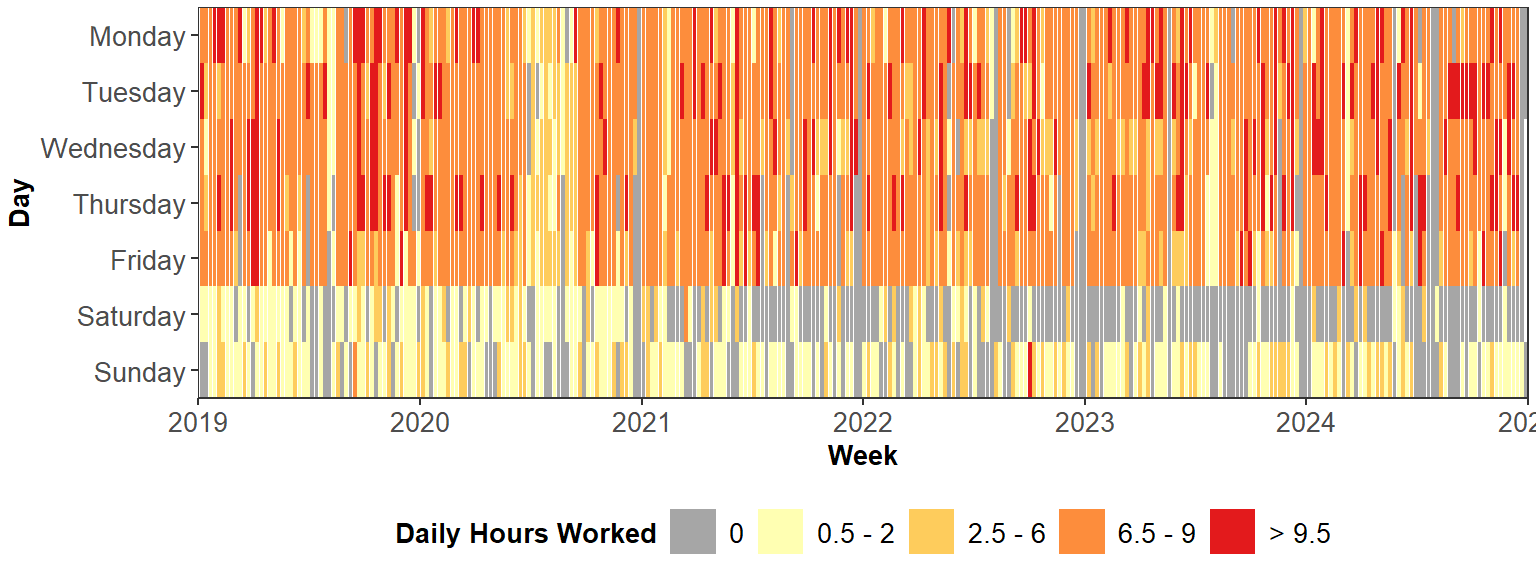 Monday
Tuesday
Wednesday
Thursday
Friday
Saturday
Sunday
Day
2019 2020 2021 2022 2023 2024 202
Week
Daily Hours Worked 0 0.5 - 2 2.5 - 6 6.5 - 9 > 9.5